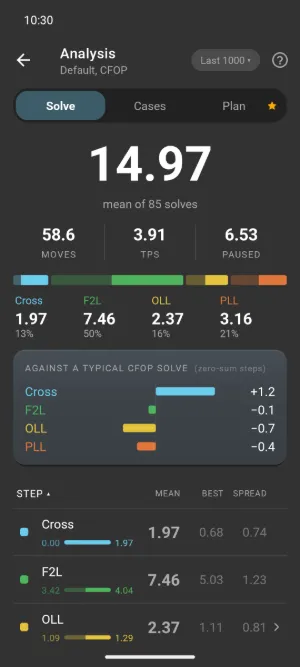 10:30
Analysis
Default, CFOP
Last 1000
?
Solve Cases Plan
14.97
mean of 85 solves
58.6 3.91 6.53
MOVES TPS PAUSED
Cross F2L OLL PLL
1.97 7.46 2.37 3.16
13% 50% 16% 21%
AGAINST A TYPICAL CFOP SOLVE (zero-sum steps)
Cross +1.2
F2L −0.1
OLL −0.7
PLL −0.4
STEP MEAN BEST SPREAD
Cross
0.00 1.97 1.97 0.68 0.74
F2L
3.42 4.04 7.46 5.03 1.23
OLL
1.09 1.29 2.37 1.11 0.81